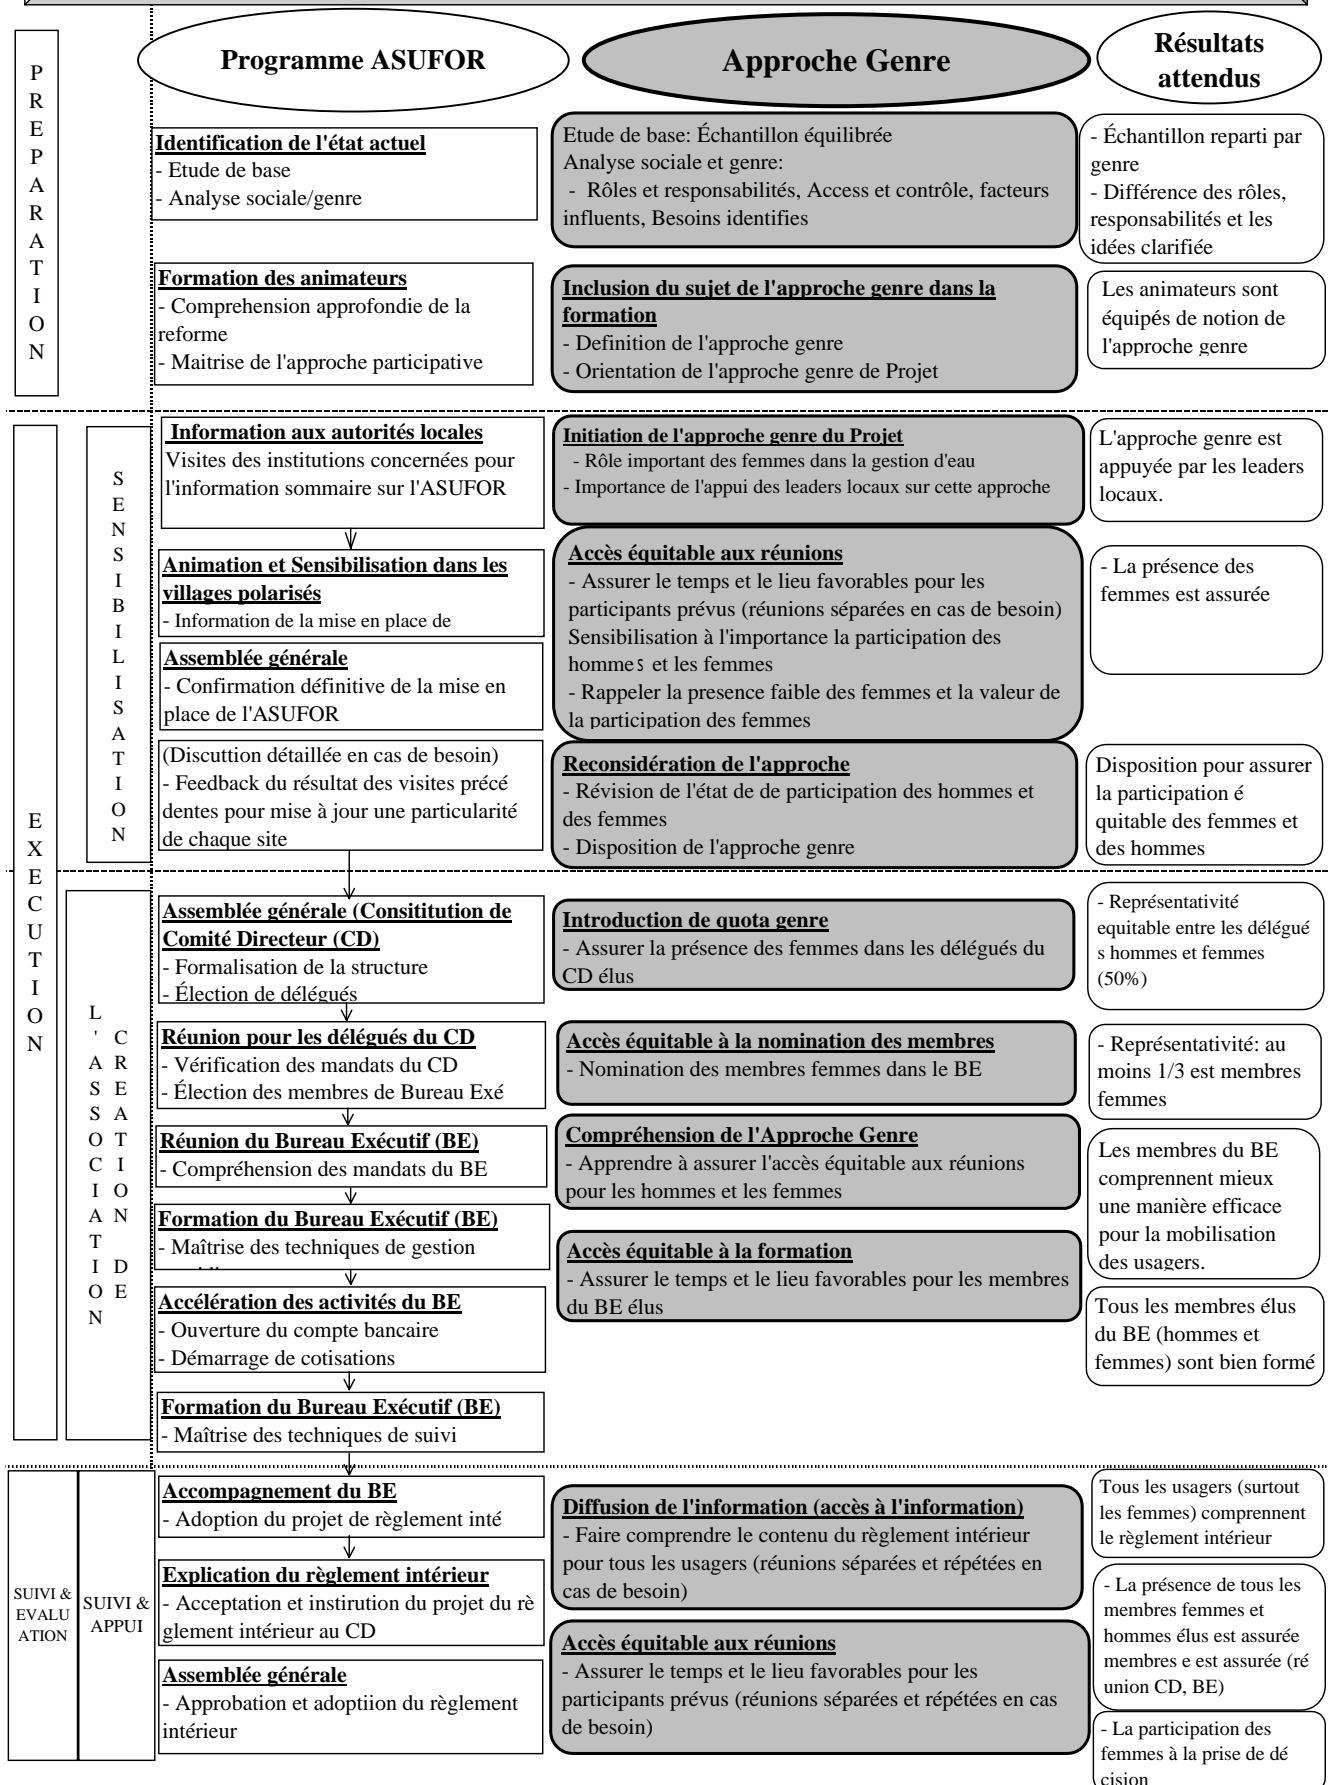 Programme ASUFOR
Approche Genre
Résultats
attendus
PREPARATION
Identification de l'état actuel
- Etude de base
- Analyse sociale/genre
Etude de base: Échantillon équilibrée
Analyse sociale et genre:
- Rôles et responsabilités, Access et contrôle, facteurs
influents, Besoins identifies
- Échantillon reparti par
genre
- Différence des rôles,
responsabilités et les
idées clarifiée
Formation des animateurs
- Comprehension approfondie de la
reforme
- Maitrise de l'approche participative
Inclusion du sujet de l'approche genre dans la
formation
- Definition de l'approche genre
- Orientation de l'approche genre de Projet
Les animateurs sont
équipés de notion de
l'approche genre
EXECUTION
SENSIBILISATION
Information aux autorités locales
Visites des institutions concernées pour
l'information sommaire sur l'ASUFOR
Initiation de l'approche genre du Projet
- Rôle important des femmes dans la gestion d'eau
- Importance de l'appui des leaders locaux sur cette approche
L'approche genre est
appuyée par les leaders
locaux.
Animation et Sensibilisation dans les
villages polarisés
- Information de la mise en place de
Assemblée générale
- Confirmation définitive de la mise en
place de l'ASUFOR
Accès équitable aux réunions
- Assurer le temps et le lieu favorables pour les
participants prévus (réunions séparées en cas de besoin)
Sensibilisation à l'importance la participation des
hommes et les femmes
- Rappeler la presence faible des femmes et la valeur de
la participation des femmes
- La présence des
femmes est assurée
(Discuttion détaillée en cas de besoin)
- Feedback du résultat des visites précé
dentes pour mise à jour une particularité
de chaque site
Reconsidération de l'approche
- Révision de l'état de de participation des hommes et
des femmes
- Disposition de l'approche genre
Disposition pour assurer
la participation é
quitable des femmes et
des hommes
CREATION DE
L'ASSOCIATION
Assemblée générale (Consititution de
Comité Directeur (CD)
- Formalisation de la structure
- Élection de délégués
Introduction de quota genre
- Assurer la présence des femmes dans les délégués du
CD élus
- Représentativité
equitable entre les délégué
s hommes et femmes
(50%)
Réunion pour les délégués du CD
- Vérification des mandats du CD
- Élection des membres de Bureau Exé
Accès équitable à la nomination des membres
- Nomination des membres femmes dans le BE
- Représentativité: au
moins 1/3 est membres
femmes
Réunion du Bureau Exécutif (BE)
- Compréhension des mandats du BE
Compréhension de l'Approche Genre
- Apprendre à assurer l'accès équitable aux réunions
pour les hommes et les femmes
Les membres du BE
comprennent mieux
une manière efficace
pour la mobilisation
des usagers.
Formation du Bureau Exécutif (BE)
- Maîtrise des techniques de gestion
Accès équitable à la formation
- Assurer le temps et le lieu favorables pour les membres
du BE élus
Accélération des activités du BE
- Ouverture du compte bancaire
- Démarrage de cotisations
Tous les membres élus
du BE (hommes et
femmes) sont bien formé
Formation du Bureau Exécutif (BE)
- Maîtrise des techniques de suivi
SUIVI &
EVALU
ATION
SUIVI &
APPUI
Accompagnement du BE
- Adoption du projet de règlement inté
Diffusion de l'information (accès à l'information)
- Faire comprendre le contenu du règlement intérieur
pour tous les usagers (réunions séparées et répétées en
cas de besoin)
Tous les usagers (surtout
les femmes) comprennent
le règlement intérieur
Explication du règlement intérieur
- Acceptation et instirution du projet du rè
glement intérieur au CD
- La présence de tous les
membres femmes et
hommes élus est assurée
membres e est assurée (ré
union CD, BE)
Assemblée générale
- Approbation et adoptiion du règlement
intérieur
Accès équitable aux réunions
- Assurer le temps et le lieu favorables pour les
participants prévus (réunions séparées et répétées en cas
de besoin)
- La participation des
femmes à la prise de dé
cision